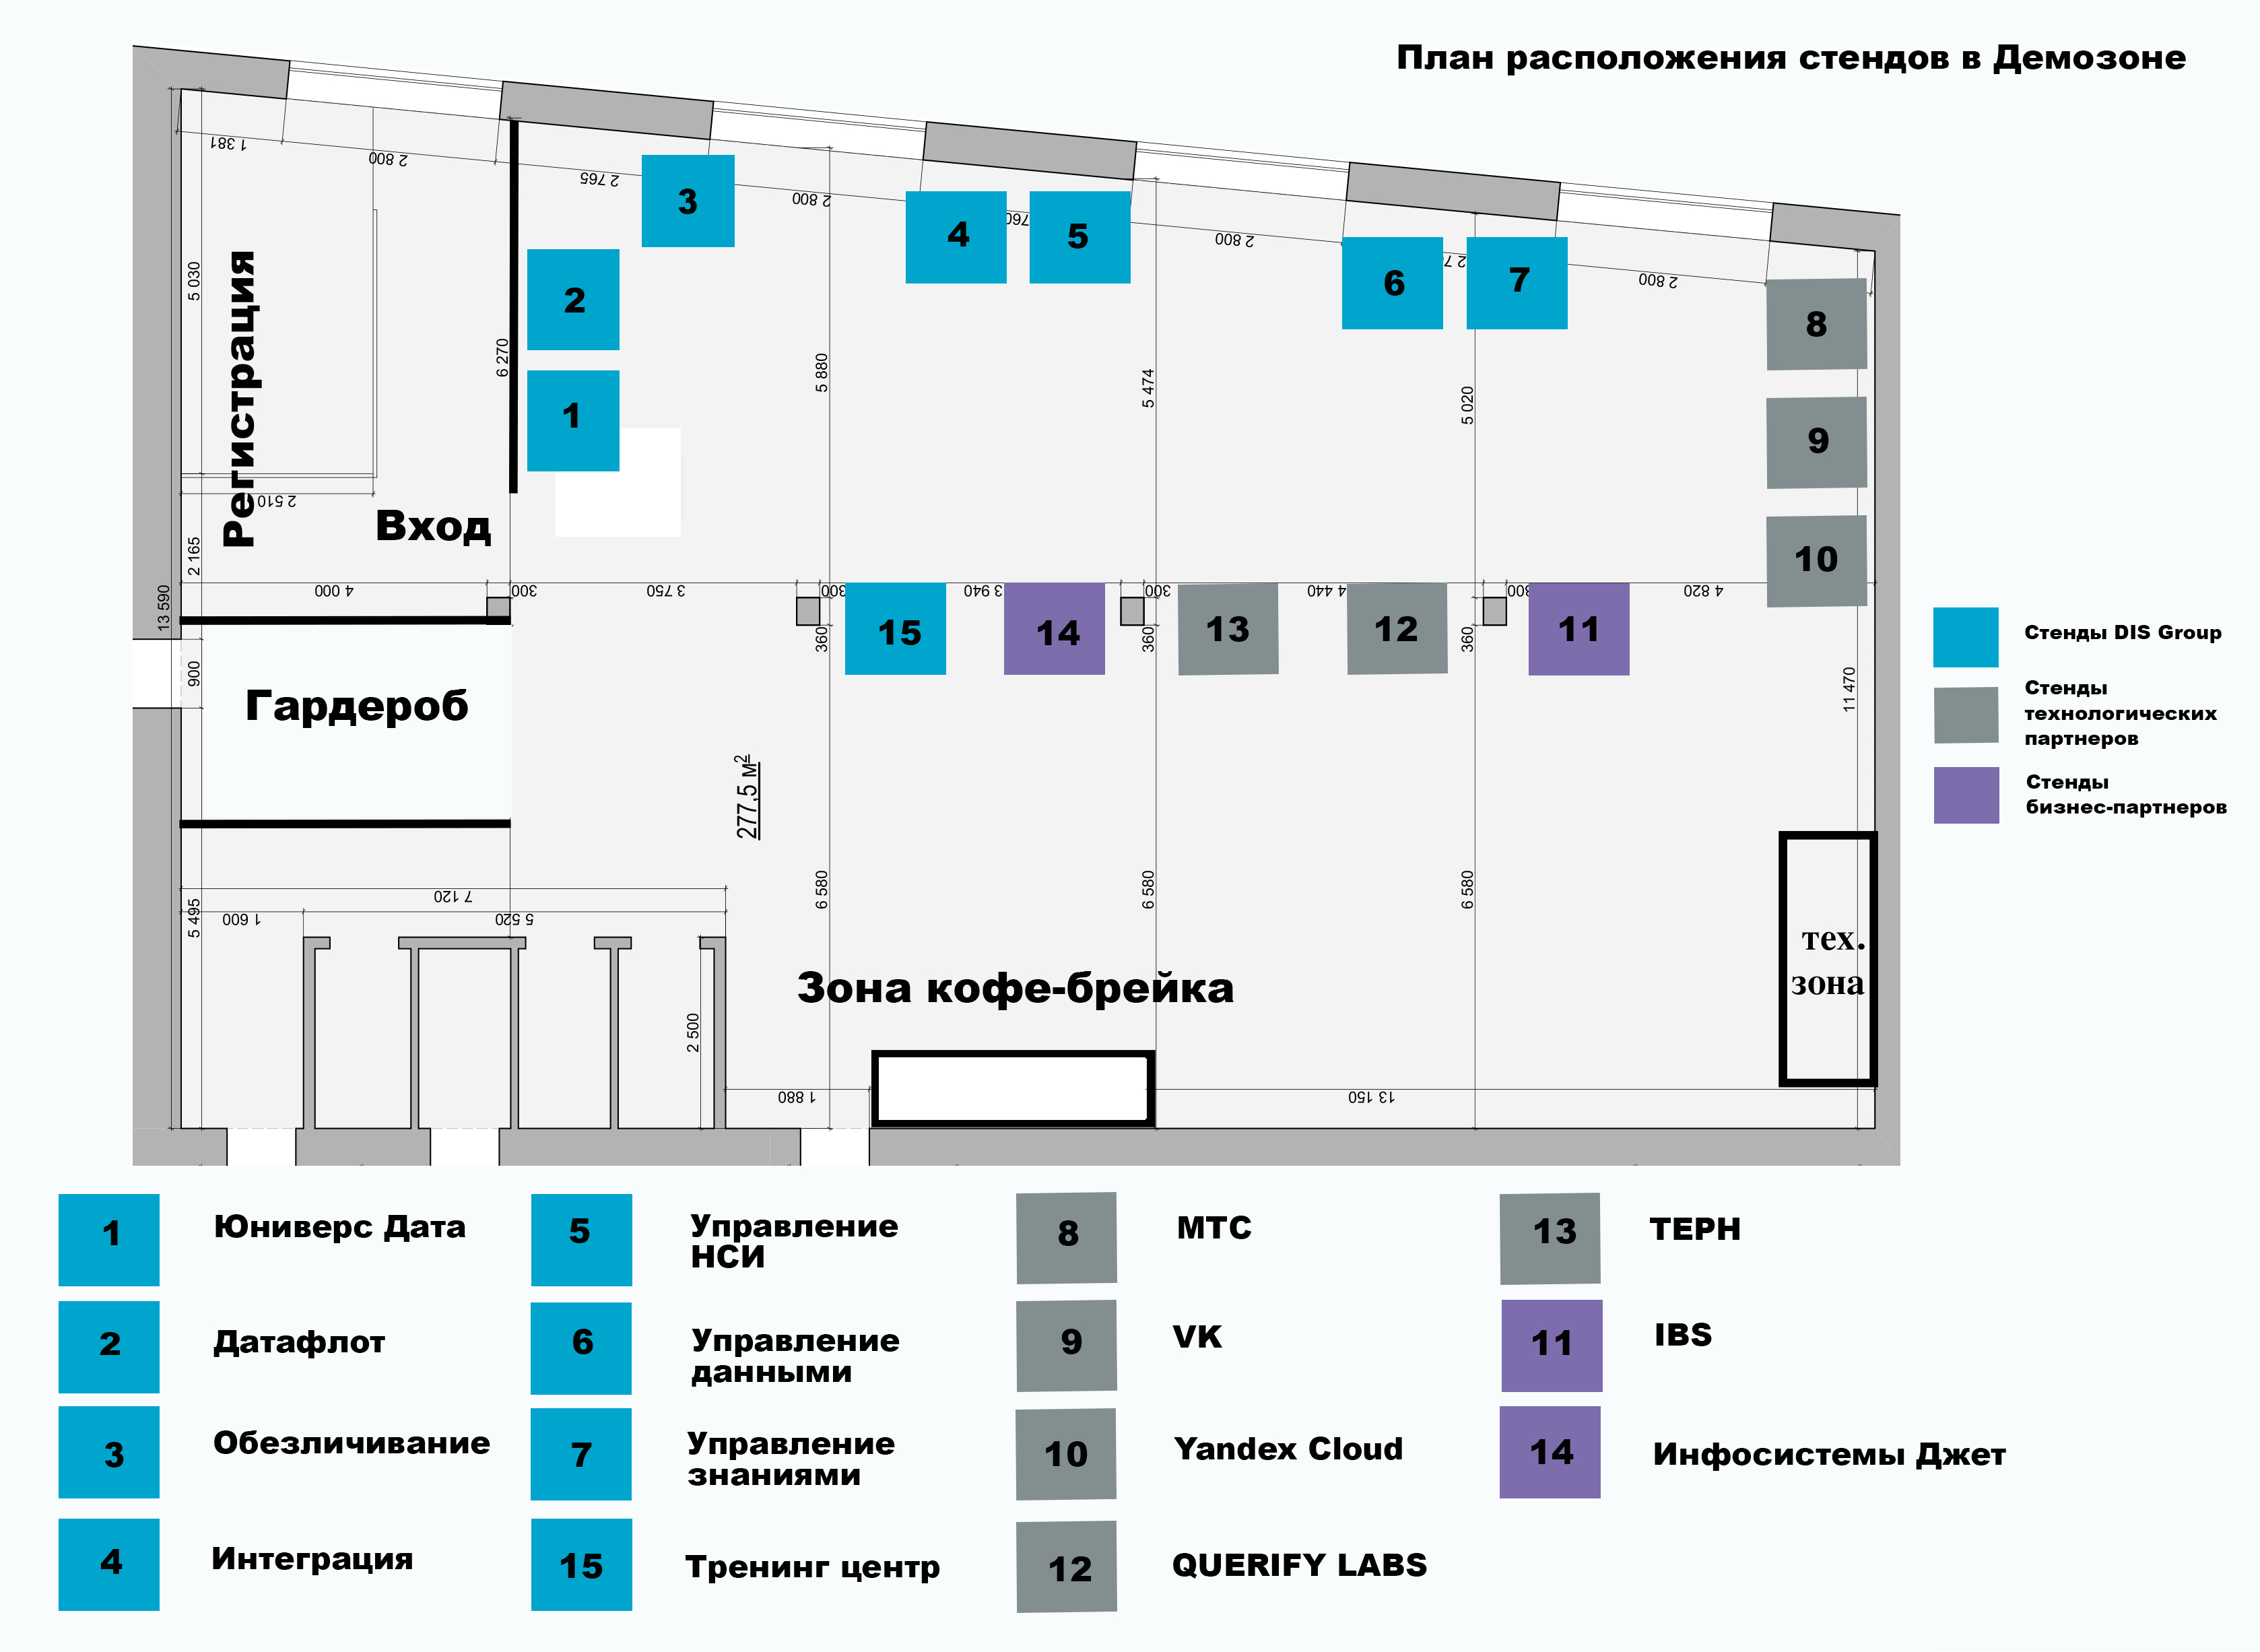 План расположения стендов в Демозоне
1 381
2 800
2 765
2 800
760
2 800
2 7
2 800
3
4
5
6
7
8
2
1
9
10
5 030
Регистрация
6 270
5 880
5 474
5 020
2 510
Вход
2 165
13 590
4 000
300
3 750
300
3 940
300
4 440
300
4 820
15
14
13
12
11
360
360
360
900
Гардероб
11 470
277,5 м²
Стенды DIS Group
Стенды
технологических
партнеров
Стенды
бизнес-партнеров
7 120
1 600
5 520
5 495
6 580
6 580
6 580
тех.
зона
Зона кофе-брейка
2 500
1 880
13 150
1 Юниверс Дата
2 Датафлот
3 Обезличивание
4 Интеграция
5 Управление
НСИ
6 Управление
данными
7 Управление
знаниями
15 Тренинг центр
8 МТС
9 VK
10 Yandex Cloud
12 QUERIFY LABS
13 ТЕРН
11 IBS
14 Инфосистемы Джет